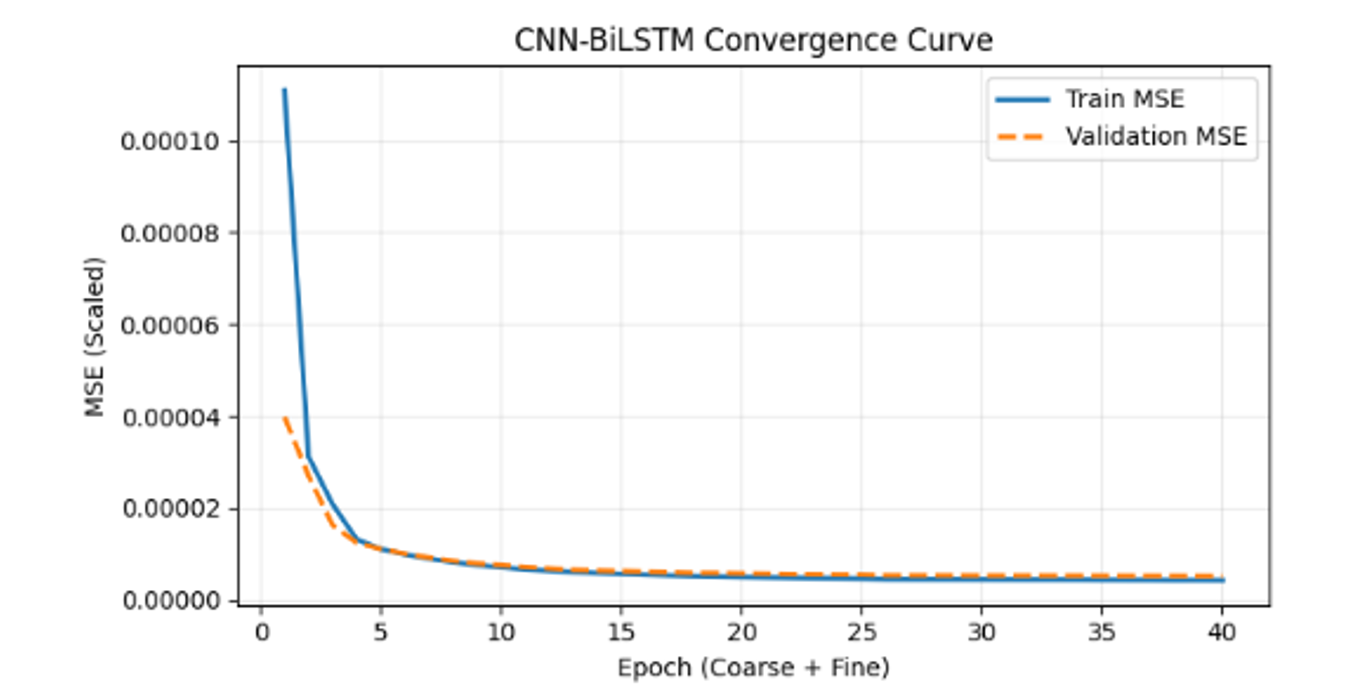 CNN-BiLSTM Convergence Curve
Train MSE
Validation MSE
0.00010
0.00008
0.00006
0.00004
0.00002
0.00000
MSE (Scaled)
0 5 10 15 20 25 30 35 40
Epoch (Coarse + Fine)